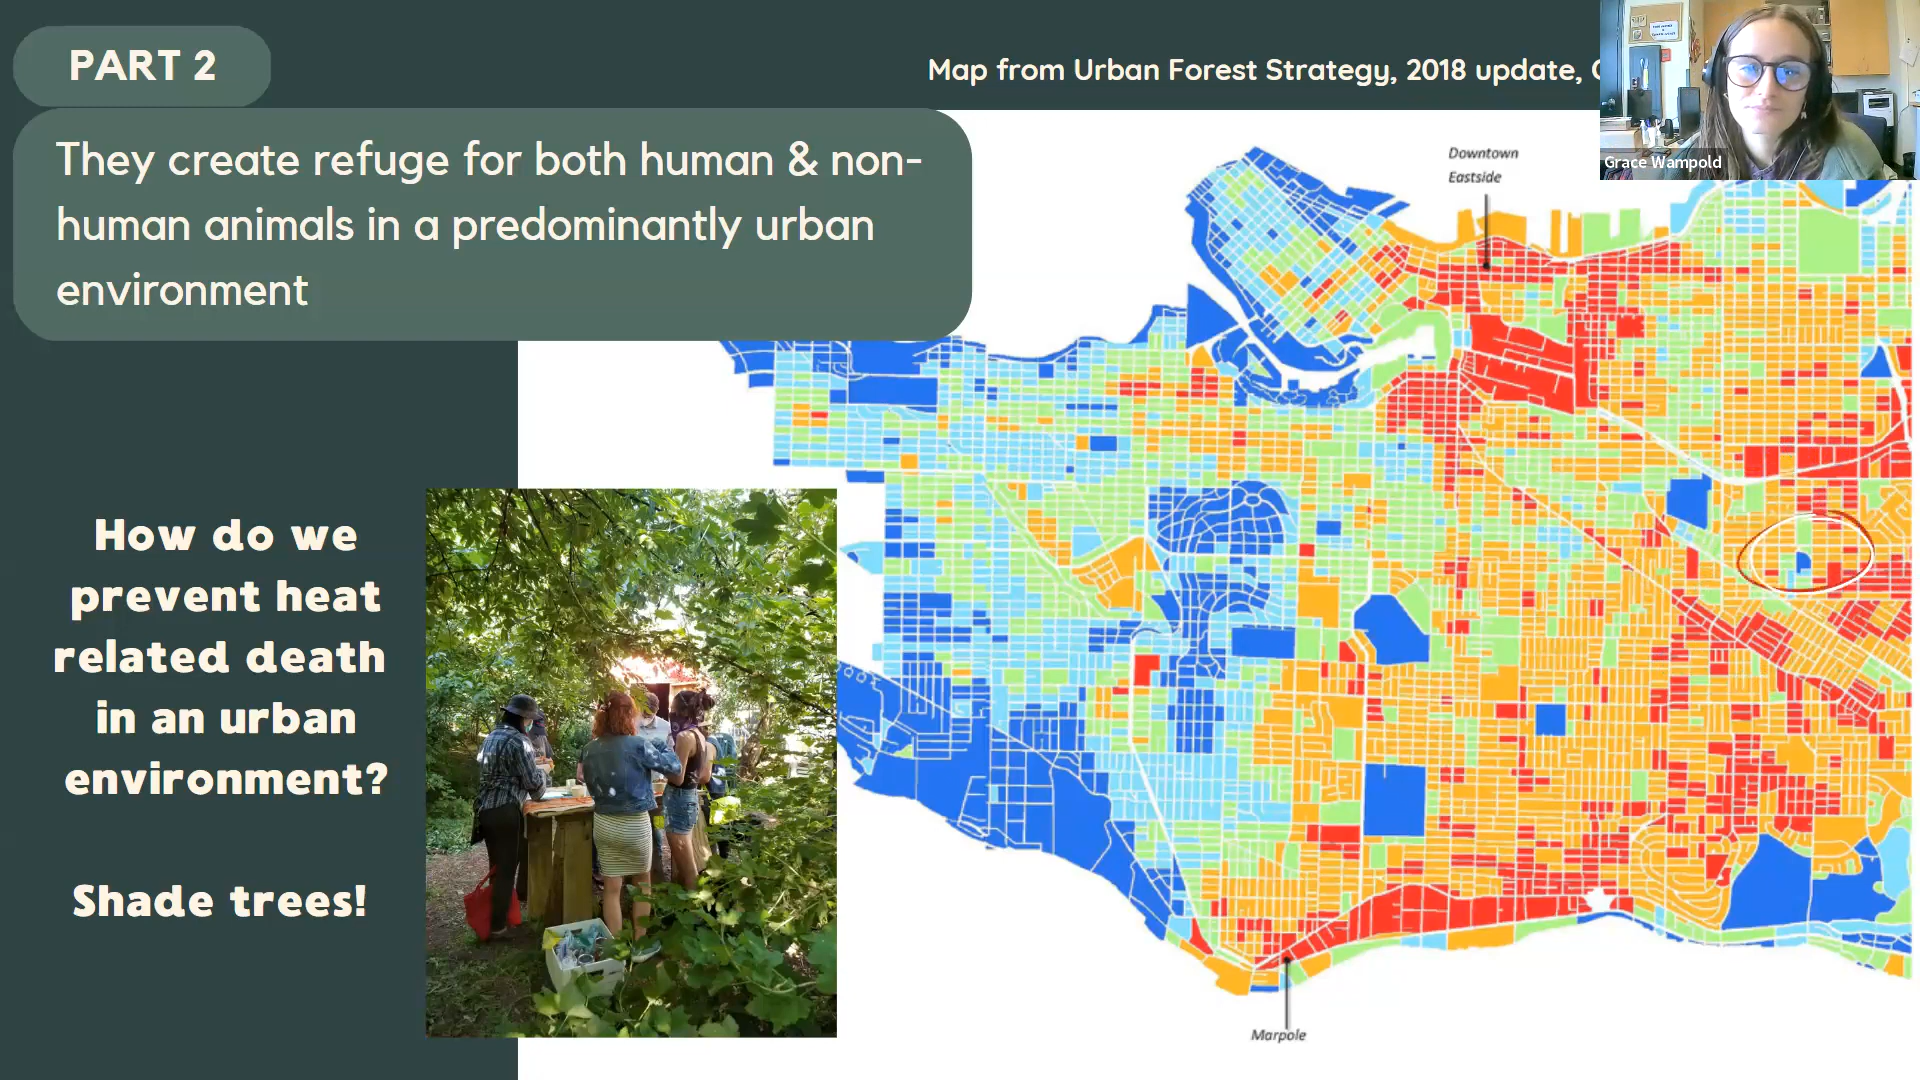 PART 2
Map from Urban Forest Strategy, 2018 update,
They create refuge for both human & non-
human animals in a predominantly urban
environment
Grace Wampold
Downtown
Eastside
How do we
prevent heat
related death
in an urban
environment?
Shade trees!
Marpole